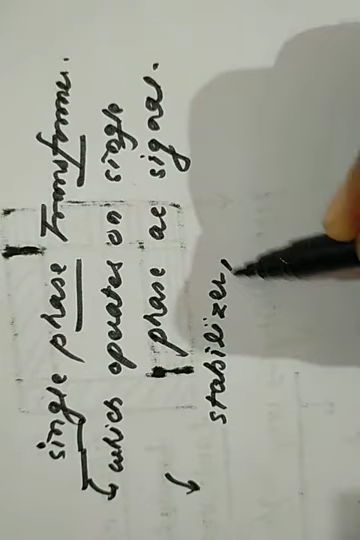 single phase Transformer.
↳ which operates on single
phase ac signal.
↳ stabilizer,